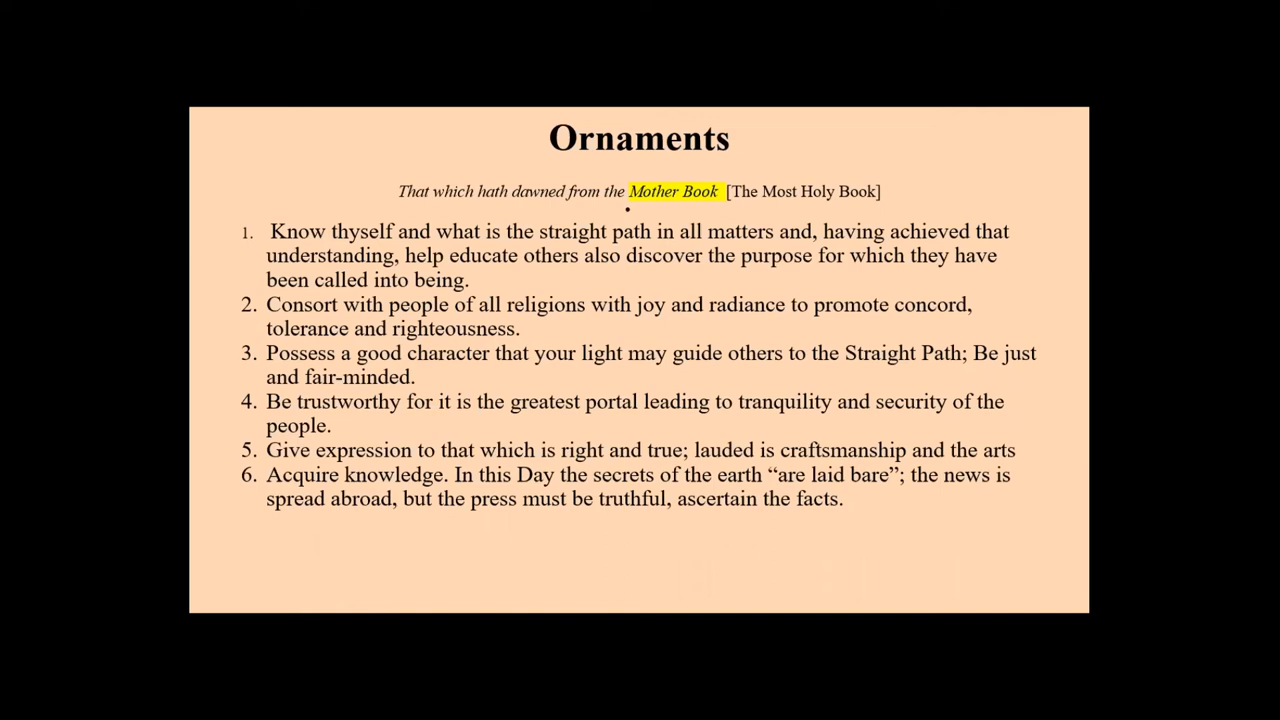 Ornaments
That which hath dawned from the Mother Book [The Most Holy Book]
•
1. Know thyself and what is the straight path in all matters and, having achieved that
understanding, help educate others also discover the purpose for which they have
been called into being.
2. Consort with people of all religions with joy and radiance to promote concord,
tolerance and righteousness.
3. Possess a good character that your light may guide others to the Straight Path; Be just
and fair-minded.
4. Be trustworthy for it is the greatest portal leading to tranquility and security of the
people.
5. Give expression to that which is right and true; lauded is craftsmanship and the arts
6. Acquire knowledge. In this Day the secrets of the earth “are laid bare”; the news is
spread abroad, but the press must be truthful, ascertain the facts.